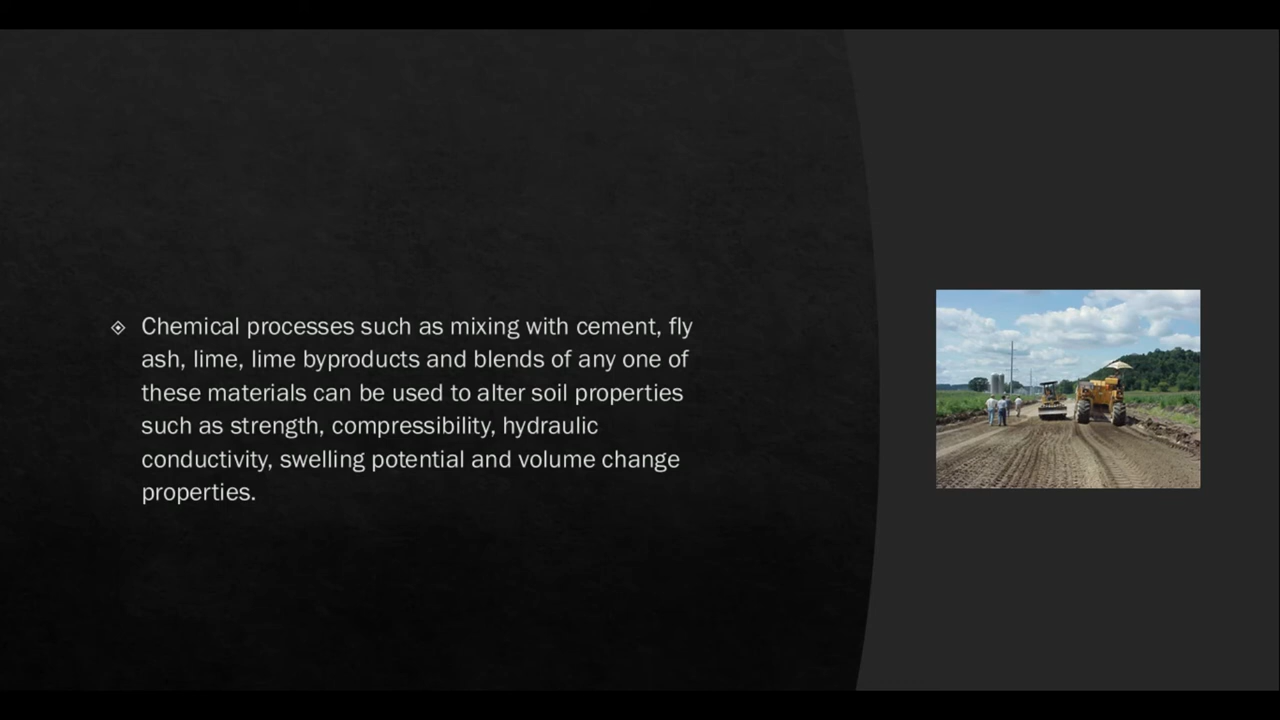 Chemical processes such as mixing with cement, fly
ash, lime, lime byproducts and blends of any one of
these materials can be used to alter soil properties
such as strength, compressibility, hydraulic
conductivity, swelling potential and volume change
properties.